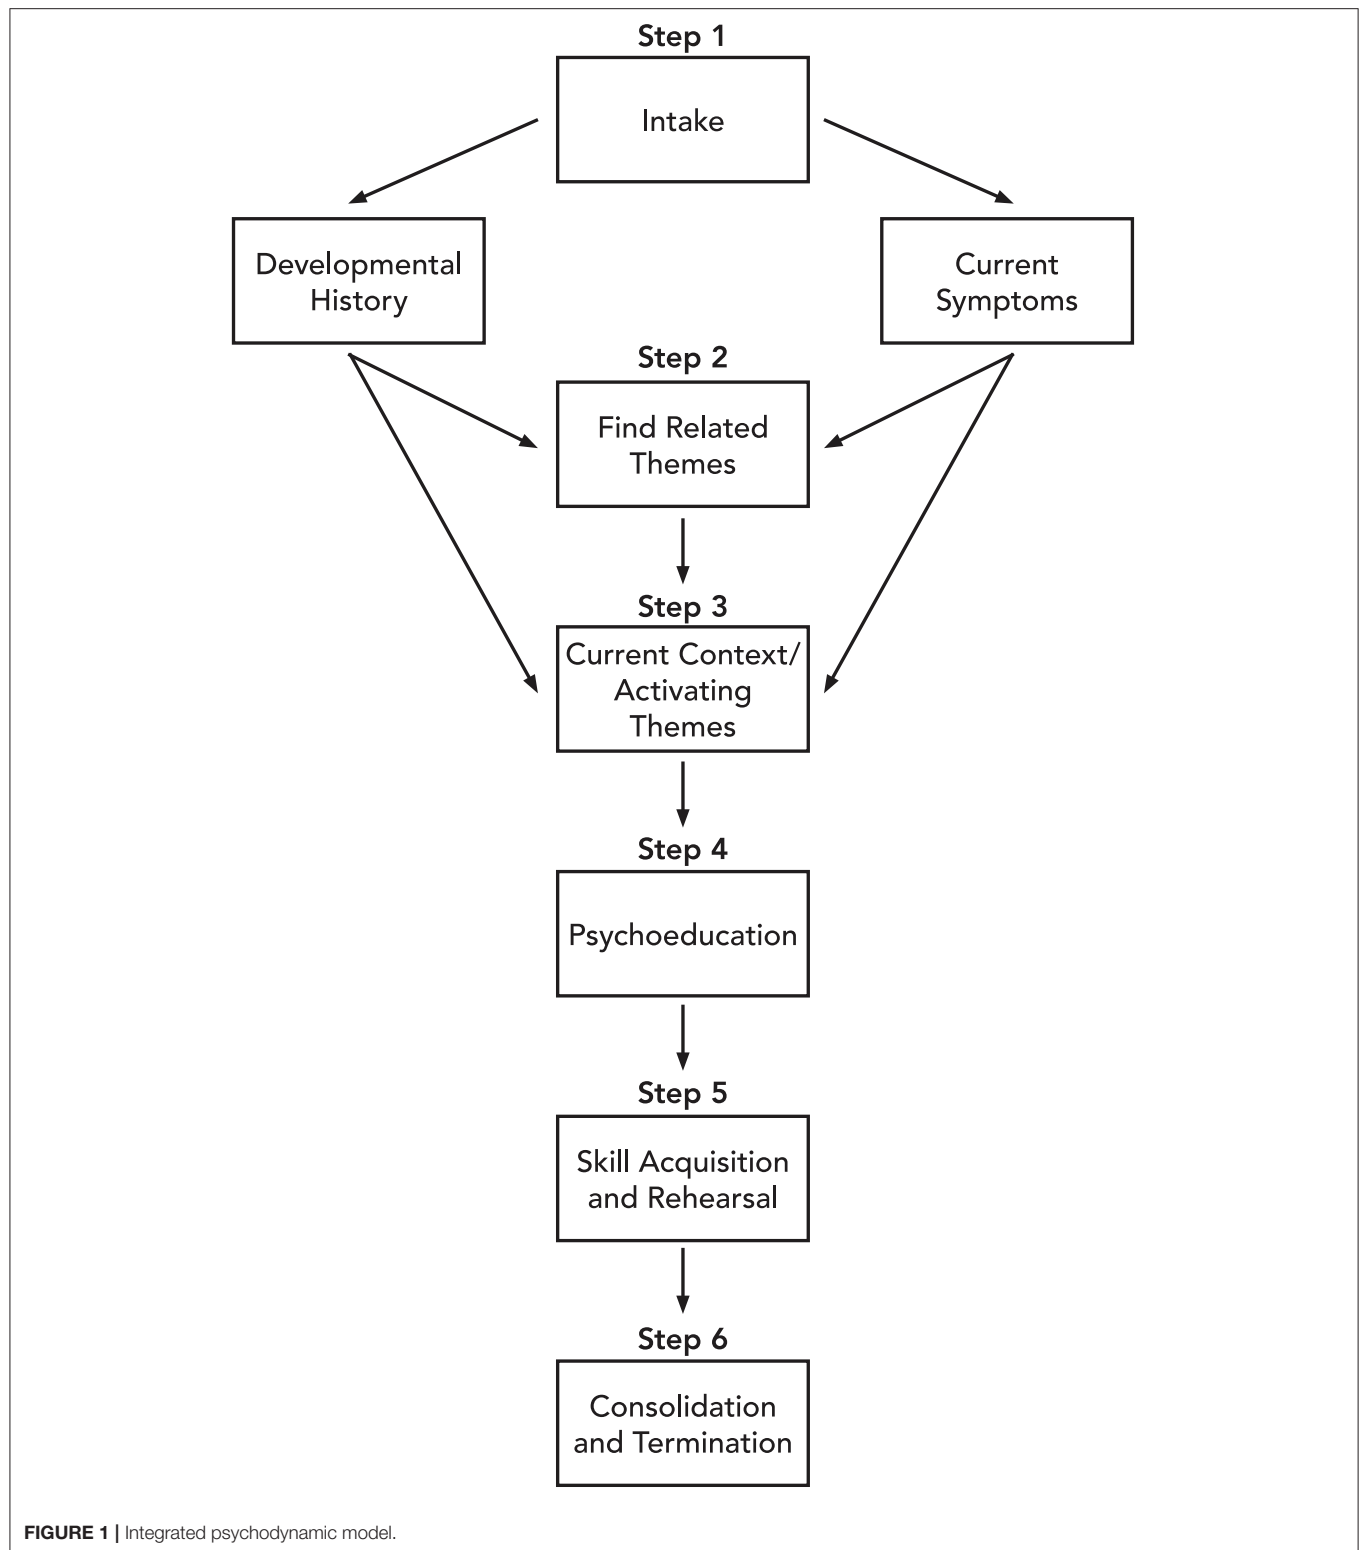 Step 1
Intake
Developmental
History
Current
Symptoms
Step 2
Find Related
Themes
Step 3
Current Context/
Activating
Themes
Step 4
Psychoeducation
Step 5
Skill Acquisition
and Rehearsal
Step 6
Consolidation
and Termination
FIGURE 1 | Integrated psychodynamic model.